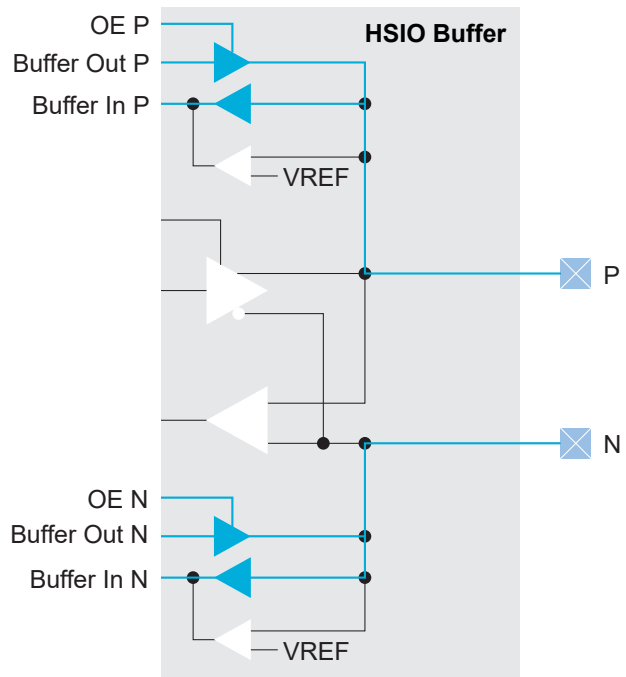 OE P
HSIO Buffer
Buffer Out P
Buffer In P
VREF
P
N
OE N
Buffer Out N
Buffer In N
VREF